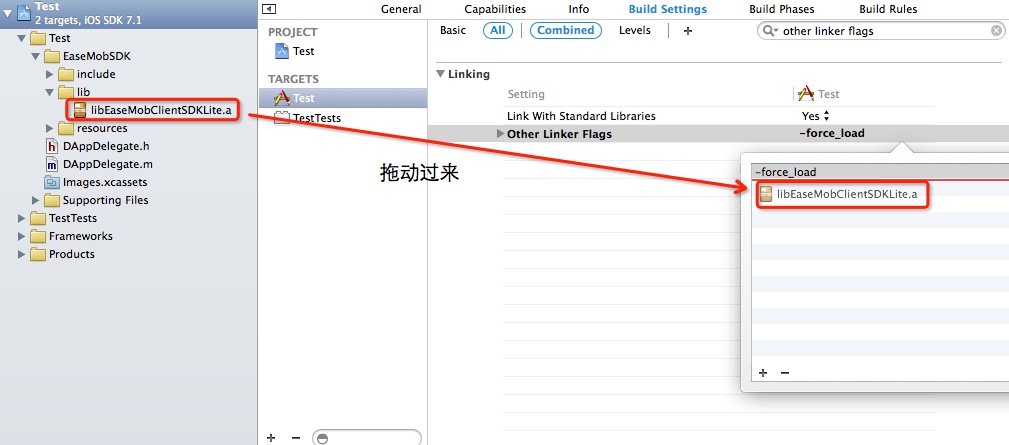 Test
2 targets, iOS SDK 7.1
Test
EaseMobSDK
include
lib
libEaseMobClientSDKLite.a
resources
DAppDelegate.h
DAppDelegate.m
Images.xcassets
Supporting Files
TestTests
Frameworks
Products
PROJECT
Test
TARGETS
Test
TestTests
General Capabilities Info Build Settings Build Phases Build Rules
Basic All Combined Levels + other linker flags
Linking
Setting Test
Link With Standard Libraries Yes
Other Linker Flags -force_load
拖动过来
-force_load
libEaseMobClientSDKLite.a